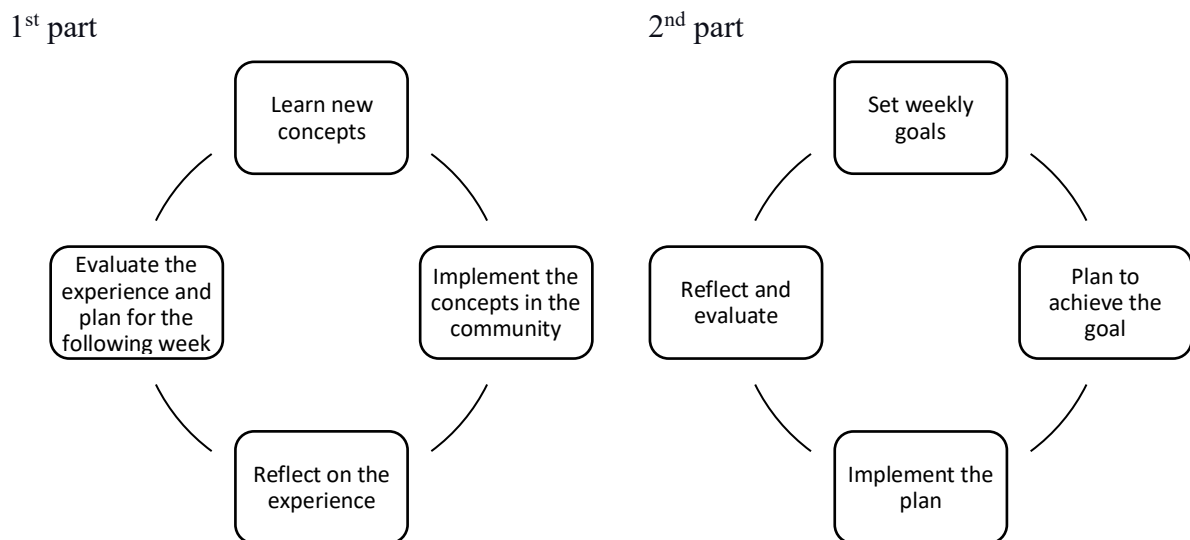 1st part
Learn new
concepts
Implement the
concepts in the
community
Reflect on the
experience
Evaluate the
experience and
plan for the
following week
2nd part
Set weekly
goals
Plan to
achieve the
goal
Implement the
plan
Reflect and
evaluate